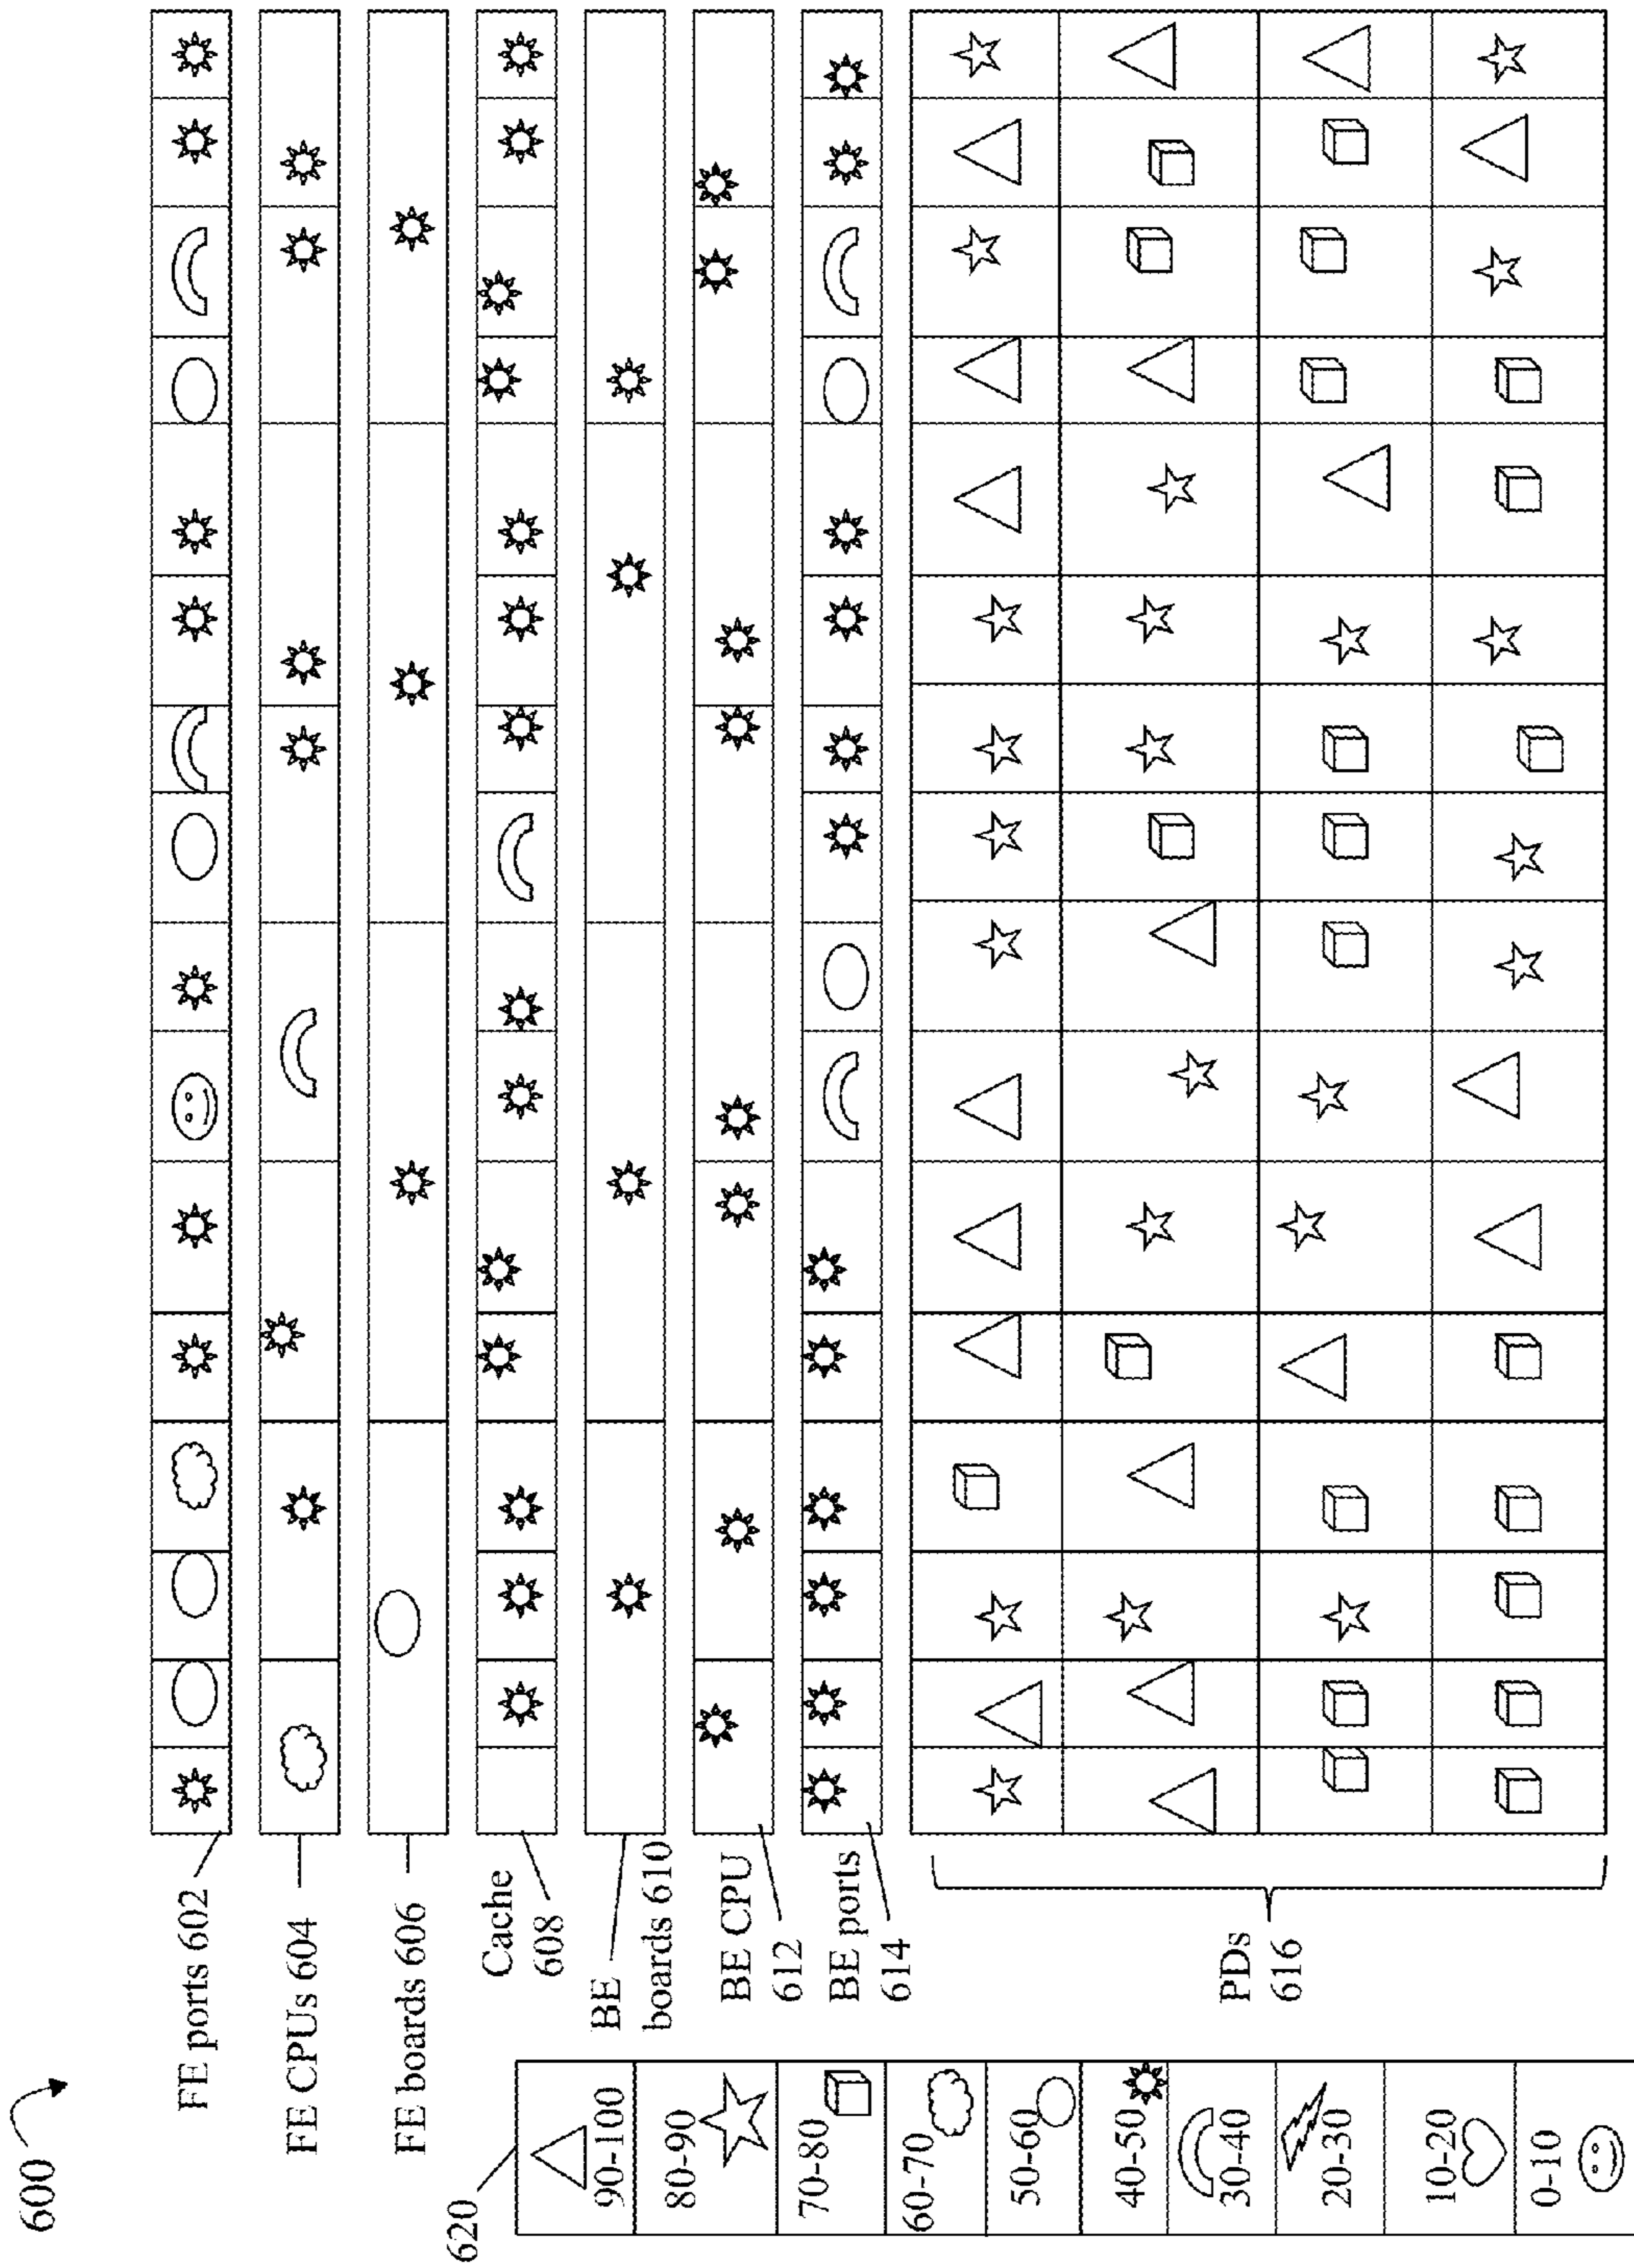 600
FE ports 602
FE CPUs 604
FE boards 606
Cache
608
BE
boards 610
BE CPU
612
BE ports
614
PDs
616
620
90-100
80-90
70-80
60-70
50-60
40-50
30-40
20-30
10-20
0-10